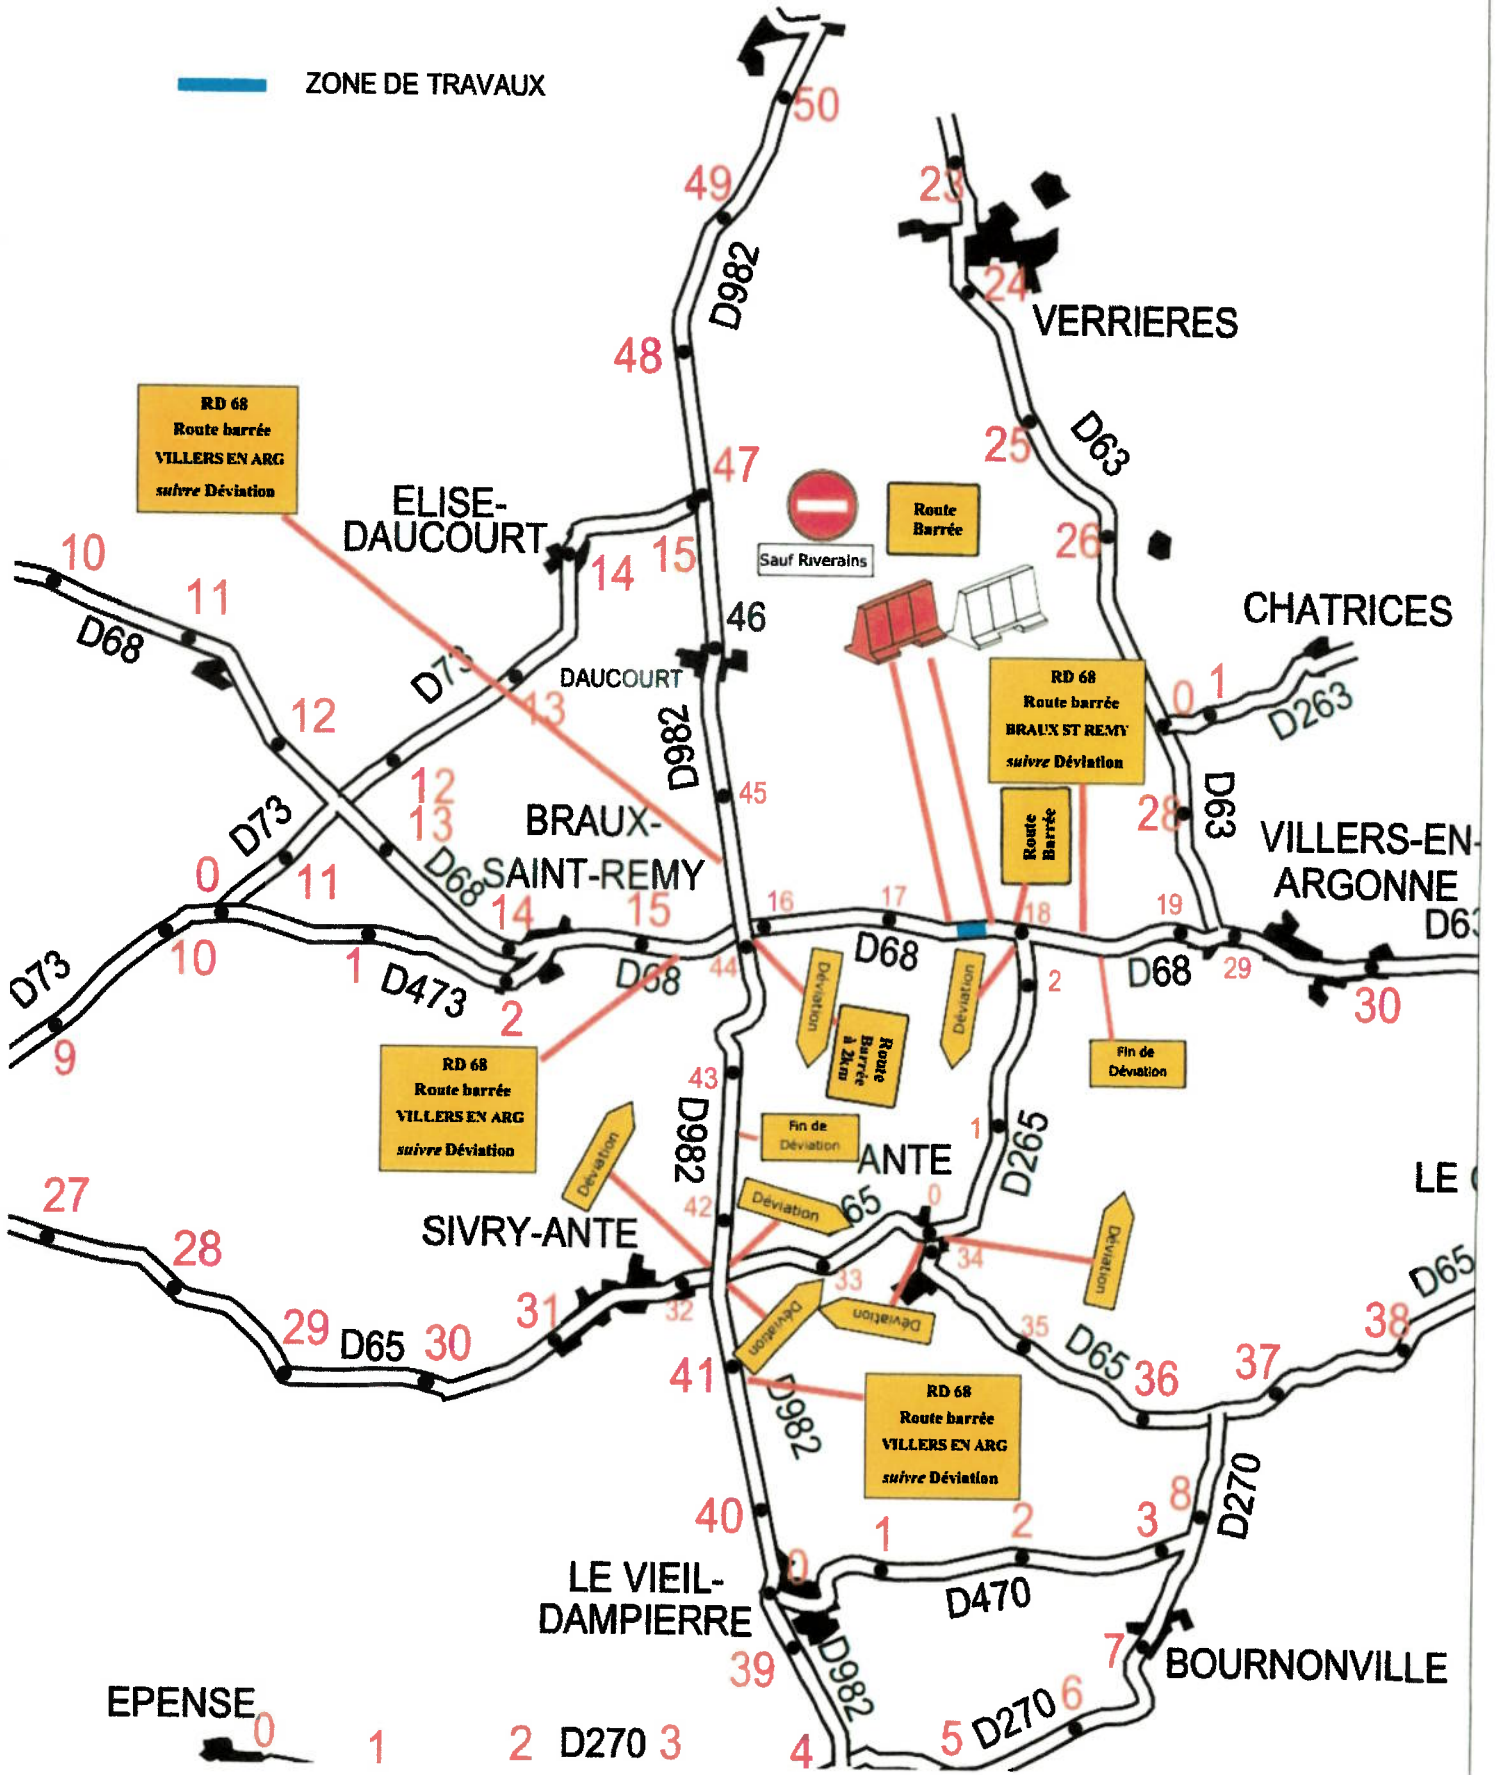 ZONE DE TRAVAUX
50
49
23
D982
24
VERRIERES
48
RD 68
Route barrée
VILLERS EN ARG
suivre Déviation
25
D63
47
ELISE-
DAUCOURT
Route
Barrée
Sauf Riverains
15
14
26
10
11
D68
46
CHATRICES
DAUCOURT
D73
13
RD 68
Route barrée
BRAUX ST REMY
suivre Déviation
0
1
D263
12
D982
45
12
13
D63
28
Route
Barrée
BRAUX-
SAINT-REMY
VILLERS-EN-
ARGONNE
D73
0
11
D68
14
15
16
17
18
19
D68
D68
D68
44
29
30
10
1
D473
2
D73
9
2
Déviation
Déviation
Route
Barrée
à 2km
Fin de
Déviation
RD 68
Route barrée
VILLERS EN ARG
suivre Déviation
43
D982
Fin de
Déviation
1
D265
ANTE
Déviation
Déviation
65
0
LE
27
28
SIVRY-ANTE
42
33
34
Déviation
31
32
Déviation
Déviation
29
D65
30
35
D65
36
37
38
D65
41
D982
RD 68
Route barrée
VILLERS EN ARG
suivre Déviation
40
8
D270
1
2
3
0
D470
LE VIEIL-
DAMPIERRE
39
D982
7
BOURNONVILLE
EPENSE
0
1
2
D270
3
4
5
D270
6